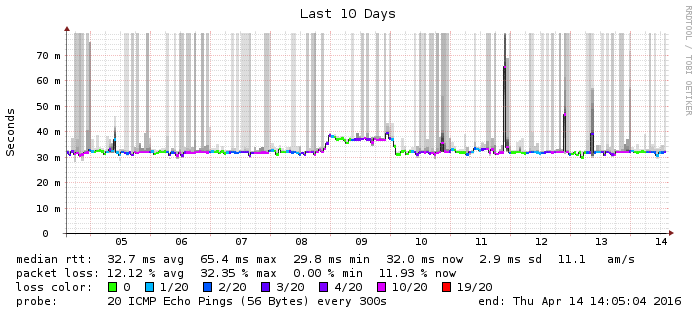 Last 10 Days
RRDTOOL / TOBI OETIKER
Seconds
70 m
60 m
50 m
40 m
30 m
20 m
10 m
0
05 06 07 08 09 10 11 12 13 14
median rtt: 32.7 ms avg 65.4 ms max 29.8 ms min 32.0 ms now 2.9 ms sd 11.1 am/s
packet loss: 12.12 % avg 32.35 % max 0.00 % min 11.93 % now
loss color: 0 1/20 2/20 3/20 4/20 10/20 19/20
probe: 20 ICMP Echo Pings (56 Bytes) every 300s end: Thu Apr 14 14:05:04 2016